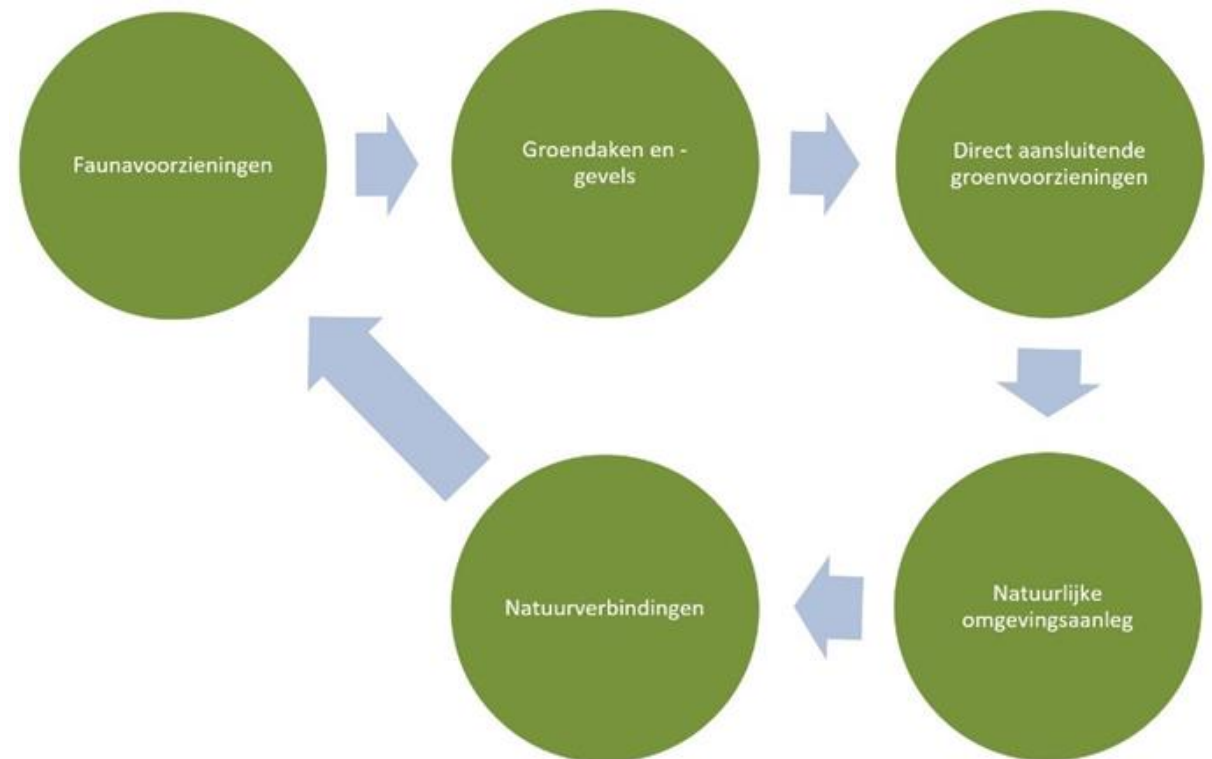 Faunavoorzieningen
Groendaken en -
gevels
Direct aansluitende
groenvoorzieningen
Natuurlijke
omgevingsaanleg
Natuurverbindingen